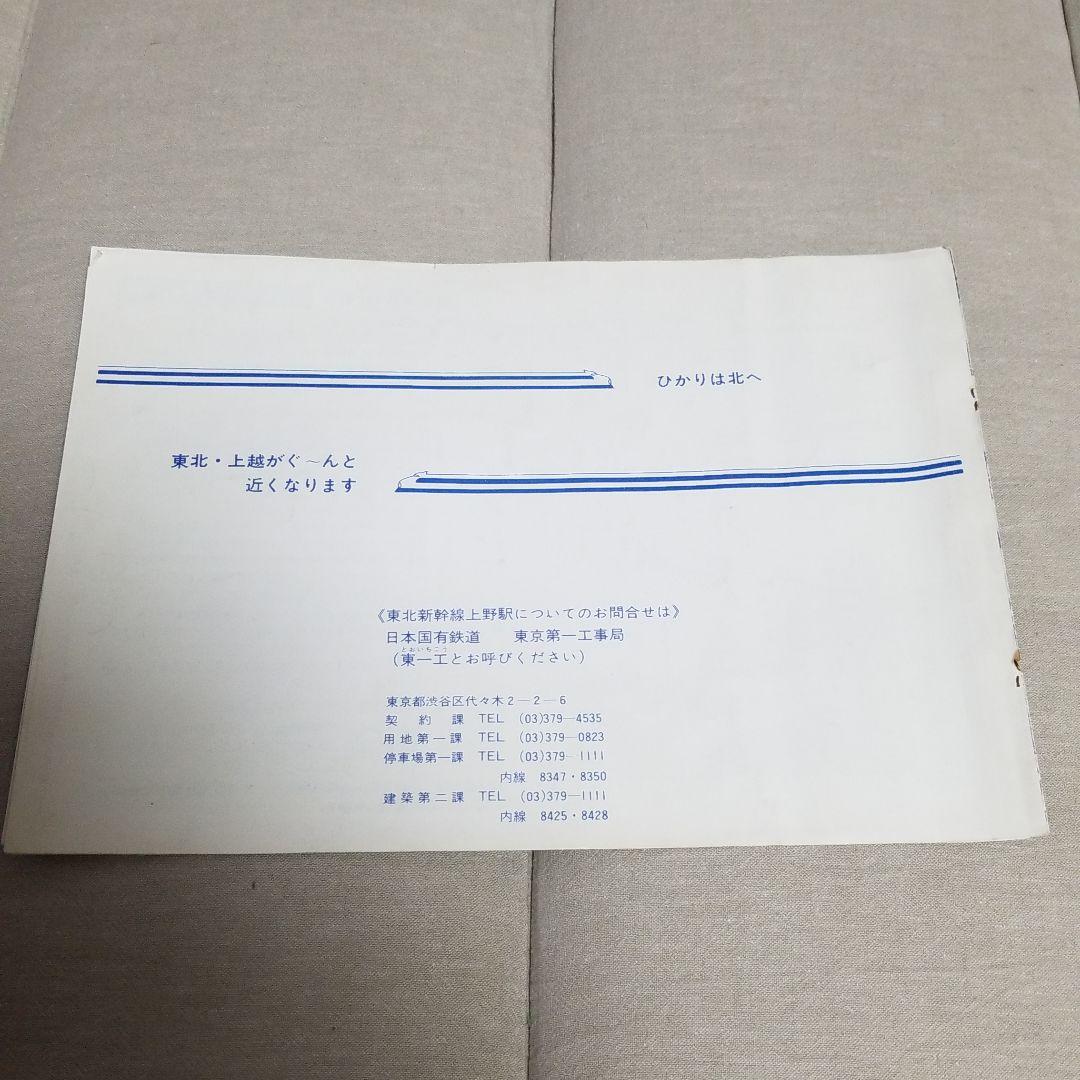 ひかりは北へ
東北・上越がぐ〜んと
近くなります
《東北新幹線上野駅についてのお問合せは》
日本国有鉄道　東京第一工事局
とおいちこう
（東一工とお呼びください）
東京都渋谷区代々木2―2―6
契約課 TEL (03)379―4535
用地第一課 TEL (03)379―0823
停車場第一課 TEL (03)379―1111
内線 8347・8350
建築第二課 TEL (03)379―1111
内線 8425・8428